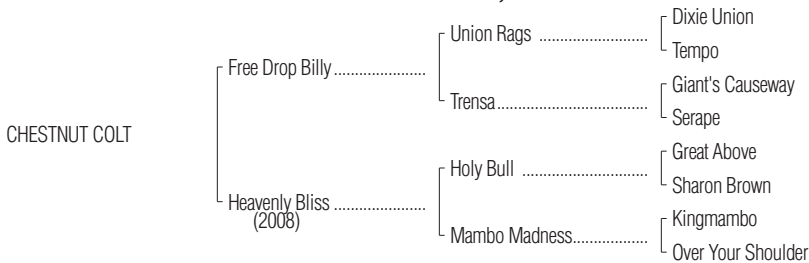 Dixie Union
Union Rags ....................
Tempo
Free Drop Billy ......................
Giant's Causeway
Trensa ....................................
Serape
CHESTNUT COLT
Great Above
Holy Bull ..............................
Sharon Brown
Heavenly Bliss ......................
(2008)
Kingmambo
Mambo Madness ..................
Over Your Shoulder